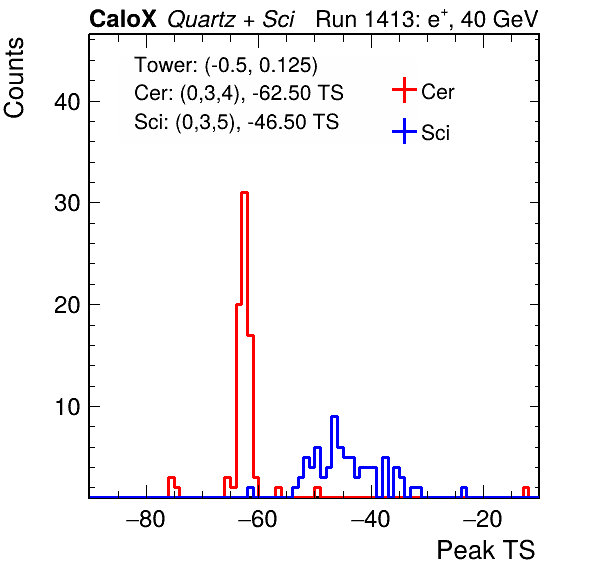 CaloX Quartz + Sci Run 1413: e⁺, 40 GeV
Counts
Tower: (-0.5, 0.125)
Cer: (0,3,4), -62.50 TS
Sci: (0,3,5), -46.50 TS
Cer
Sci
40
30
20
10
−80 −60 −40 −20
Peak TS